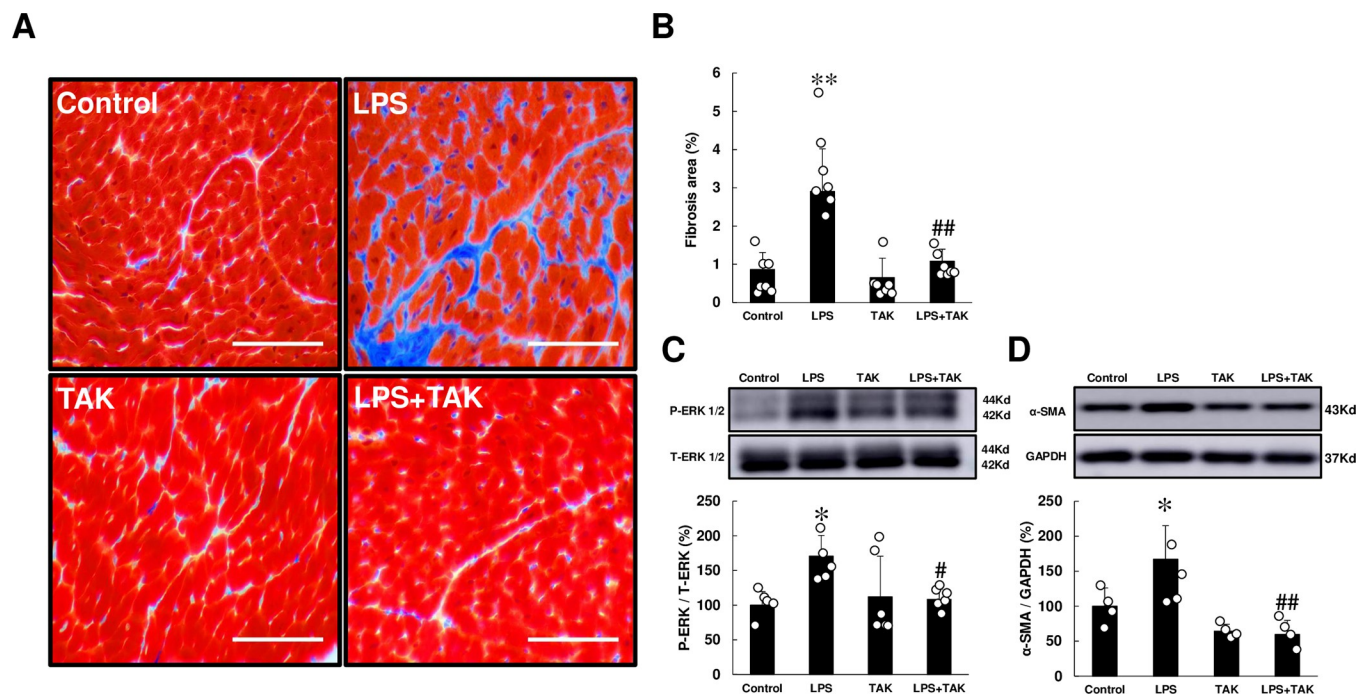 A
Control
LPS
TAK
LPS+TAK
B
Fibrosis area (%)
6
5
4
3
2
1
0
**
##
Control LPS TAK LPS+TAK
C
Control LPS TAK LPS+TAK
P-ERK 1/2
44Kd
42Kd
T-ERK 1/2
44Kd
42Kd
P-ERK / T-ERK (%)
250
200
150
100
50
0
*
#
Control LPS TAK LPS+TAK
D
Control LPS TAK LPS+TAK
α-SMA
43Kd
GAPDH
37Kd
α-SMA / GAPDH (%)
250
200
150
100
50
0
*
##
Control LPS TAK LPS+TAK